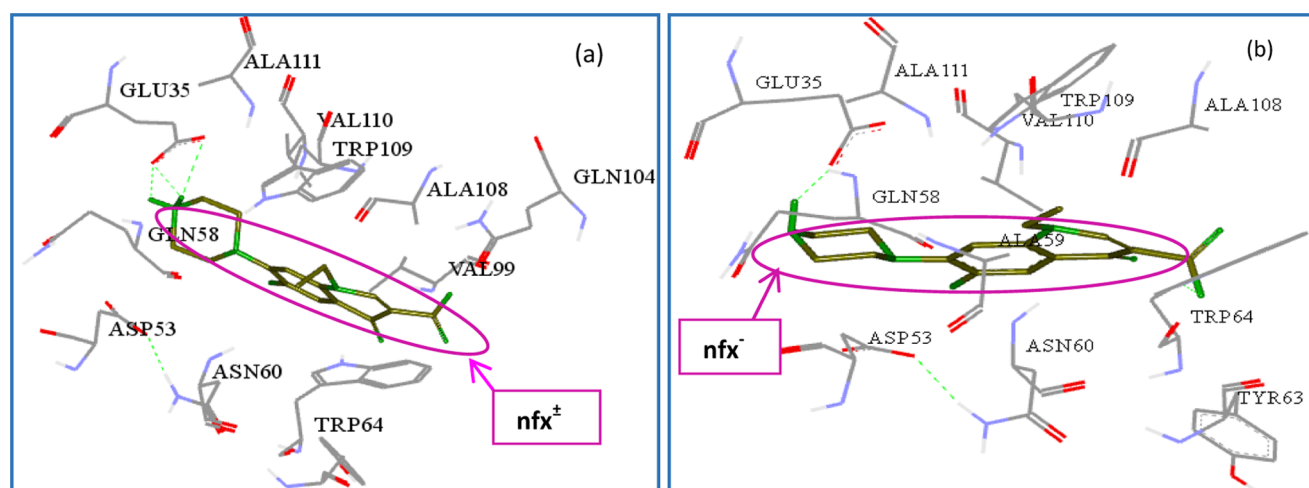 (a)
ALA111
GLU35
VAL110
TRP109
GLN104
ALA108
GLN58
VAL99
ASP53
ASN60
TRP64
nfx±
(b)
GLU35
ALA111
TRP109
ALA108
VAL110
GLN58
ALA59
TRP64
nfx⁻
ASP53
ASN60
TYR63